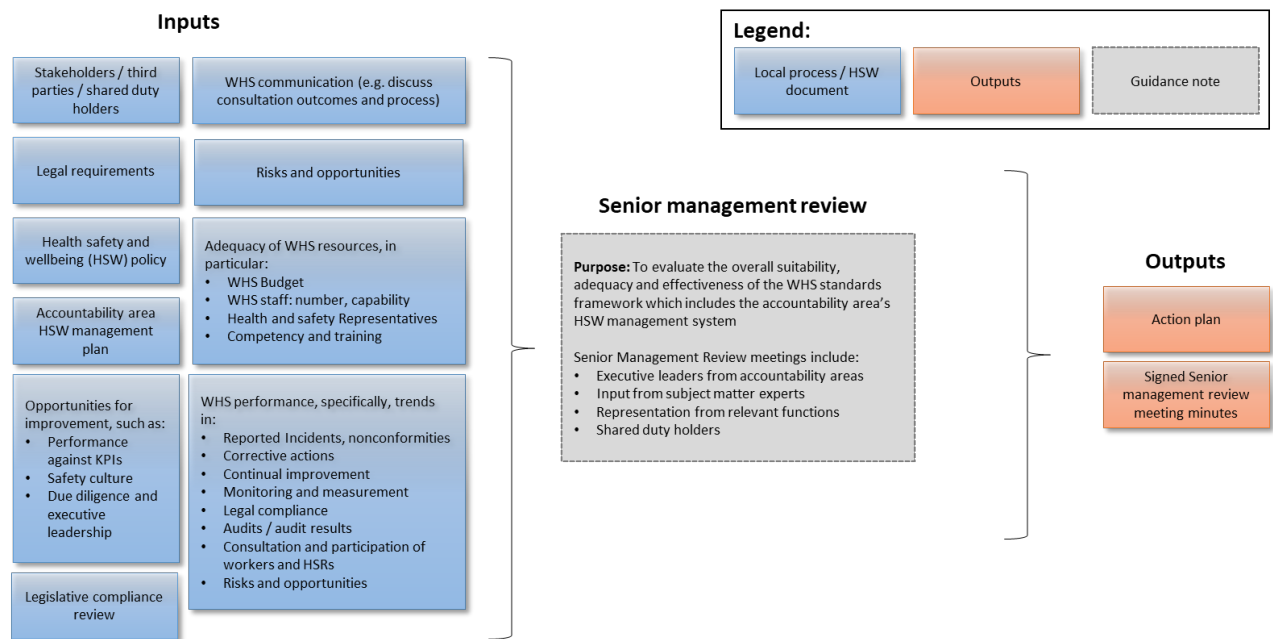 Inputs
Stakeholders / third
parties / shared duty
holders
WHS communication (e.g. discuss
consultation outcomes and process)
Legal requirements
Risks and opportunities
Health safety and
wellbeing (HSW) policy
Accountability area
HSW management
plan
Adequacy of WHS resources, in
particular:
• WHS Budget
• WHS staff: number, capability
• Health and safety Representatives
• Competency and training
Opportunities for
improvement, such as:
• Performance
against KPIs
• Safety culture
• Due diligence and
executive
leadership
WHS performance, specifically, trends
in:
• Reported Incidents, nonconformities
• Corrective actions
• Continual improvement
• Monitoring and measurement
• Legal compliance
• Audits / audit results
• Consultation and participation of
workers and HSRs
• Risks and opportunities
Legislative compliance
review
Legend:
Local process / HSW
document
Outputs
Guidance note
Senior management review
Purpose: To evaluate the overall suitability,
adequacy and effectiveness of the WHS standards
framework which includes the accountability area’s
HSW management system
Senior Management Review meetings include:
• Executive leaders from accountability areas
• Input from subject matter experts
• Representation from relevant functions
• Shared duty holders
Outputs
Action plan
Signed Senior
management review
meeting minutes